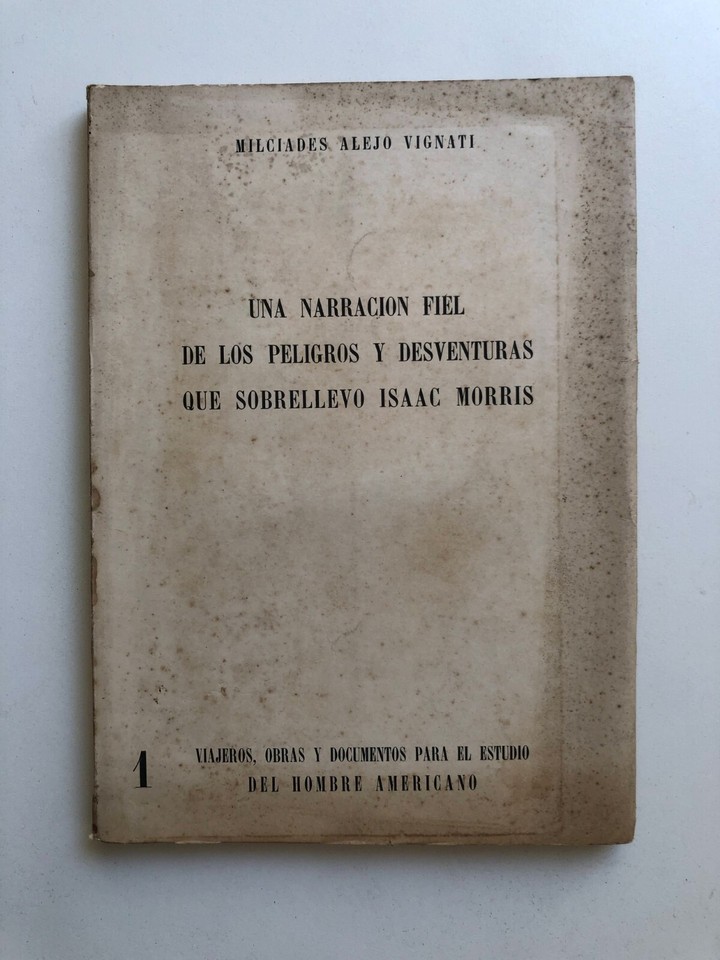 MILCIADES ALEJO VIGNATI
UNA NARRACION FIEL
DE LOS PELIGROS Y DESVENTURAS
QUE SOBRELLEVO ISAAC MORRIS
1
VIAJEROS, OBRAS Y DOCUMENTOS PARA EL ESTUDIO
DEL HOMBRE AMERICANO